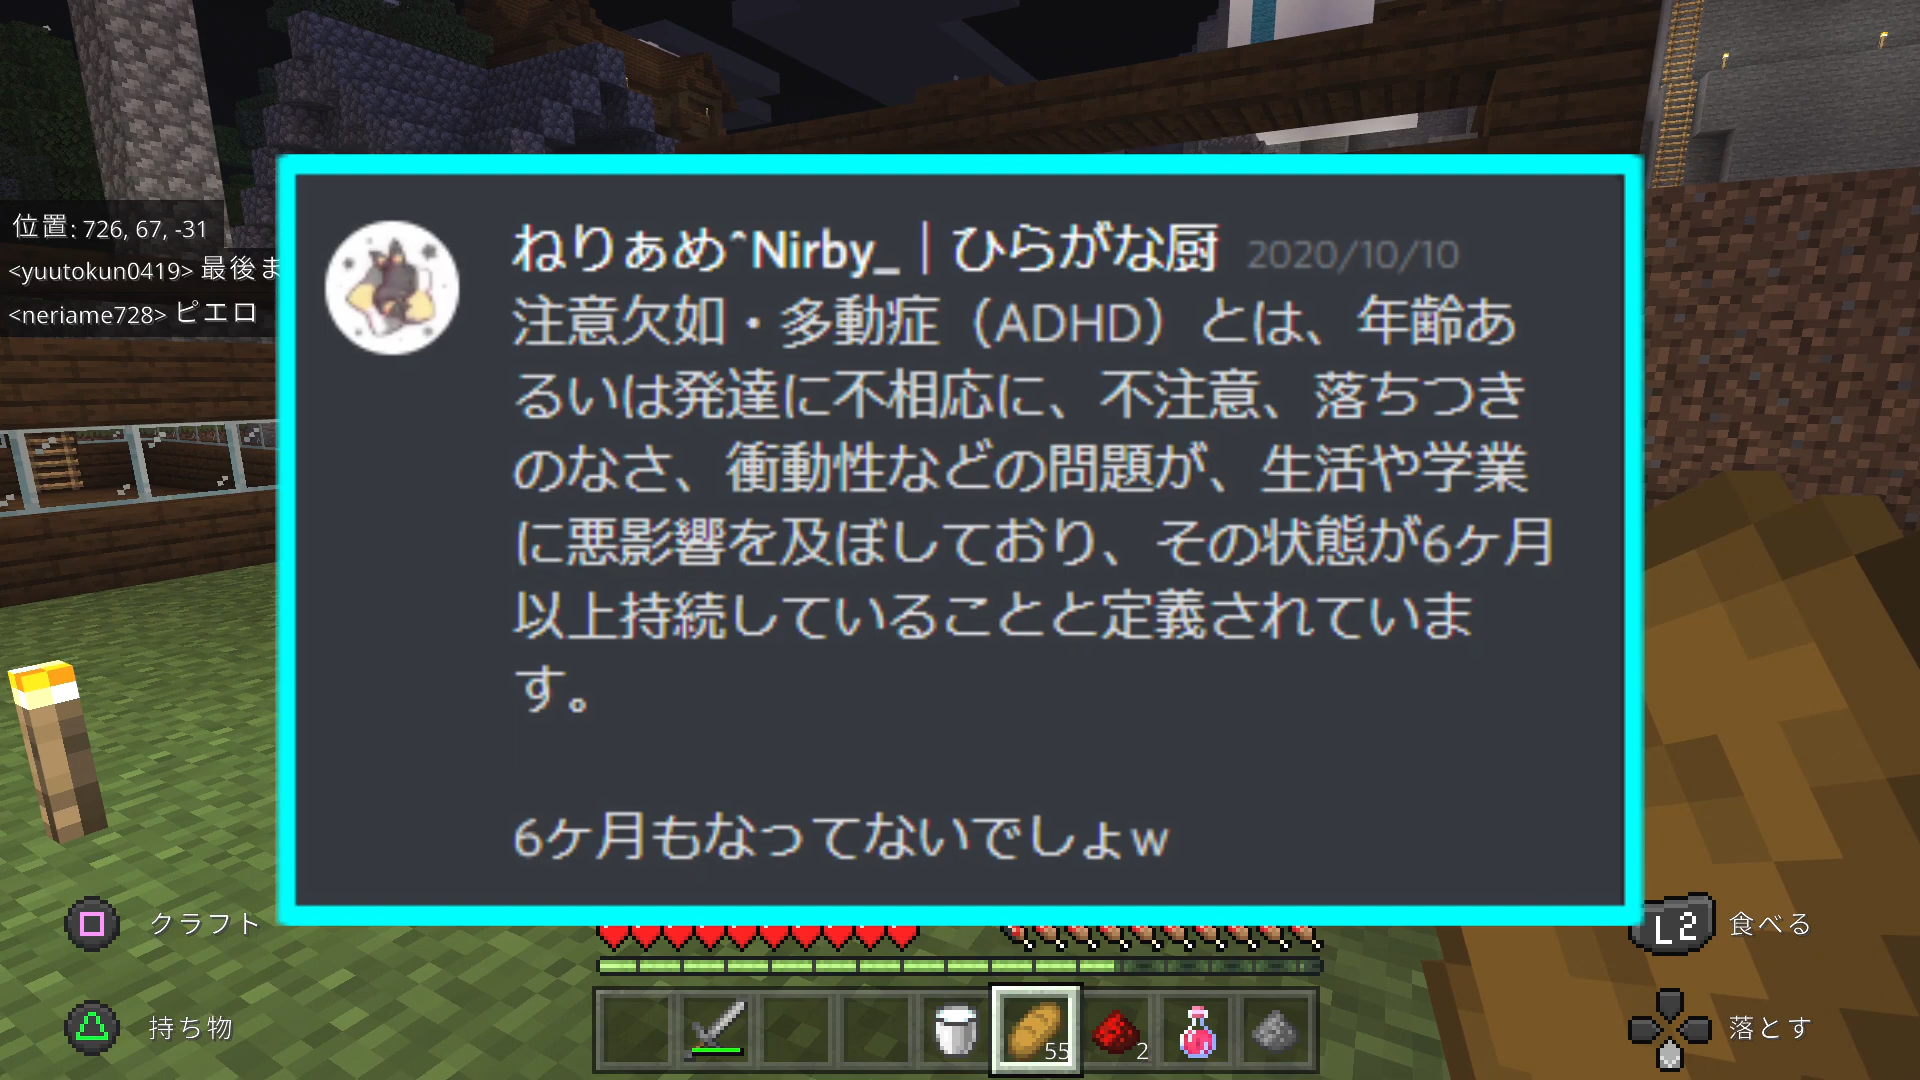 位置: 726, 67, -31
<yuutokun0419> 最後ま
<neriame728> ピエロ
ねりぁめ^Nirby_｜ひらがな厨 2020/10/10
注意欠如・多動症（ADHD）とは、年齢あ
るいは発達に不相応に、不注意、落ちつき
のなさ、衝動性などの問題が、生活や学業
に悪影響を及ぼしており、その状態が6ヶ月
以上持続していることと定義されていま
す。
6ヶ月もなってないでしょw
クラフト
L2 食べる
持ち物
55
2
落とす